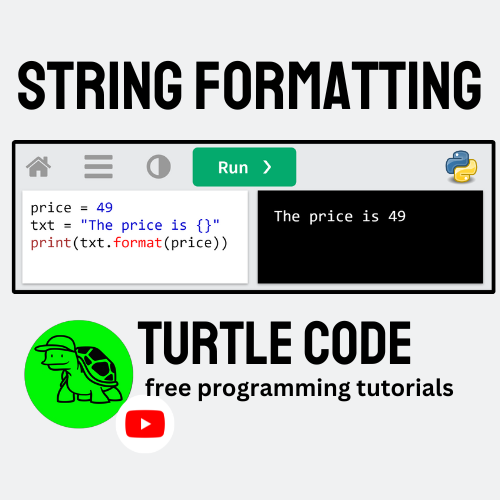 STRING FORMATTING
Run
price = 49
txt = "The price is {}"
print(txt.format(price))
The price is 49
TURTLE CODE
free programming tutorials